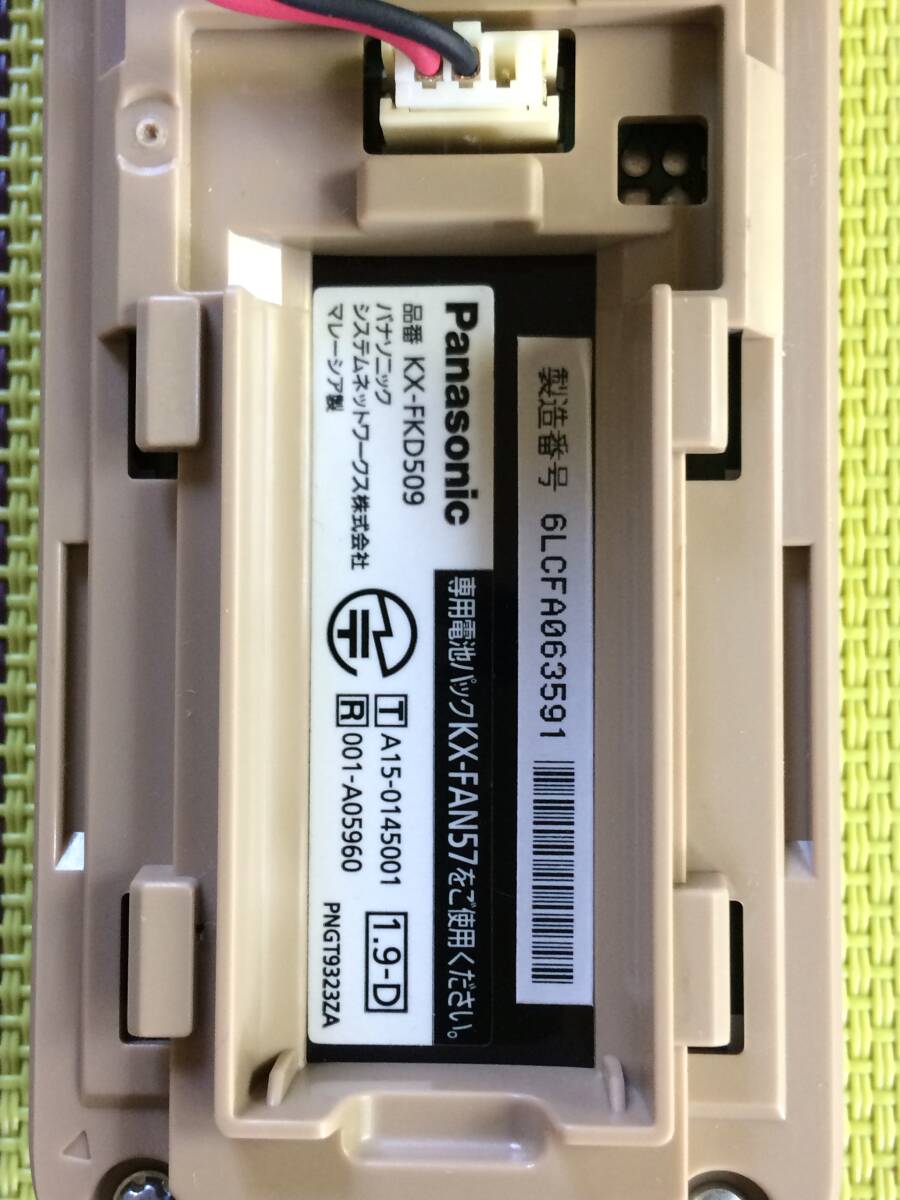 製造番号 6LCFA063591
Panasonic
専用電池パックKX-FAN57をご使用ください。
品番 KX-FKD509
パナソニック
システムネットワークス株式会社
マレーシア製
T A15-0145001
R 001-A05960
1.9-D
PNGT9323ZA